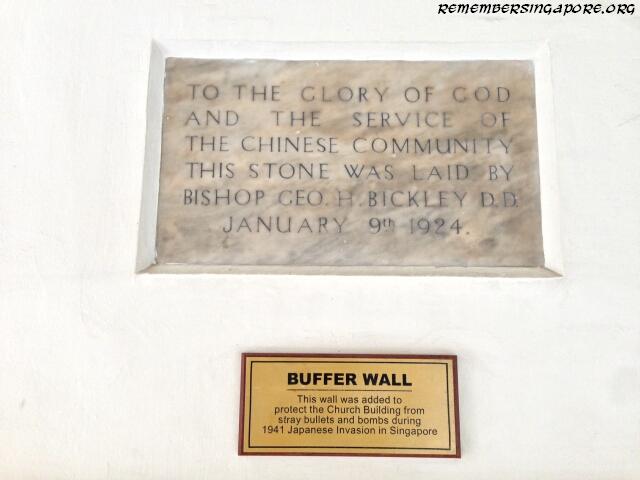 REMEMBERSINGAPORE.ORG
TO THE GLORY OF GOD
AND THE SERVICE OF
THE CHINESE COMMUNITY
THIS STONE WAS LAID BY
BISHOP GEO. H. BICKLEY D.D.
JANUARY 9th 1924.
BUFFER WALL
This wall was added to
protect the Church Building from
stray bullets and bombs during
1941 Japanese Invasion in Singapore